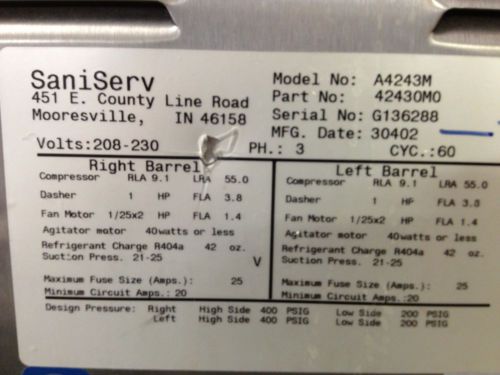 SaniServ
451 E. County Line Road
Mooresville, IN 46158
Model No: A4243M
Part No: 42430M0
Serial No: G136288
MFG. Date: 30402
Volts:208-230 PH.: 3 CYC.:60
Right Barrel
Compressor RLA 9.1 LRA 55.0
Dasher 1 HP FLA 3.8
Fan Motor 1/25x2 HP FLA 1.4
Agitator motor 40watts or less
Refrigerant Charge R404a 42 oz.
Suction Press. 21-25
V
Maximum Fuse Size (Amps.): 25
Minimum Circuit Amps.: 20
Left Barrel
Compressor RLA 9.1 LRA 55.0
Dasher 1 HP FLA 3.8
Fan Motor 1/25x2 HP FLA 1.4
Agitator motor 40watts or less
Refrigerant Charge R404a 42 oz.
Suction Press. 21-25
Maximum Fuse Size (Amps.): 25
Minimum Circuit Amps.:20
Design Pressure: Right High Side 400 PSIG Low Side 200 PSIG
Left High Side 400 PSIG Low Side 200 PSIG